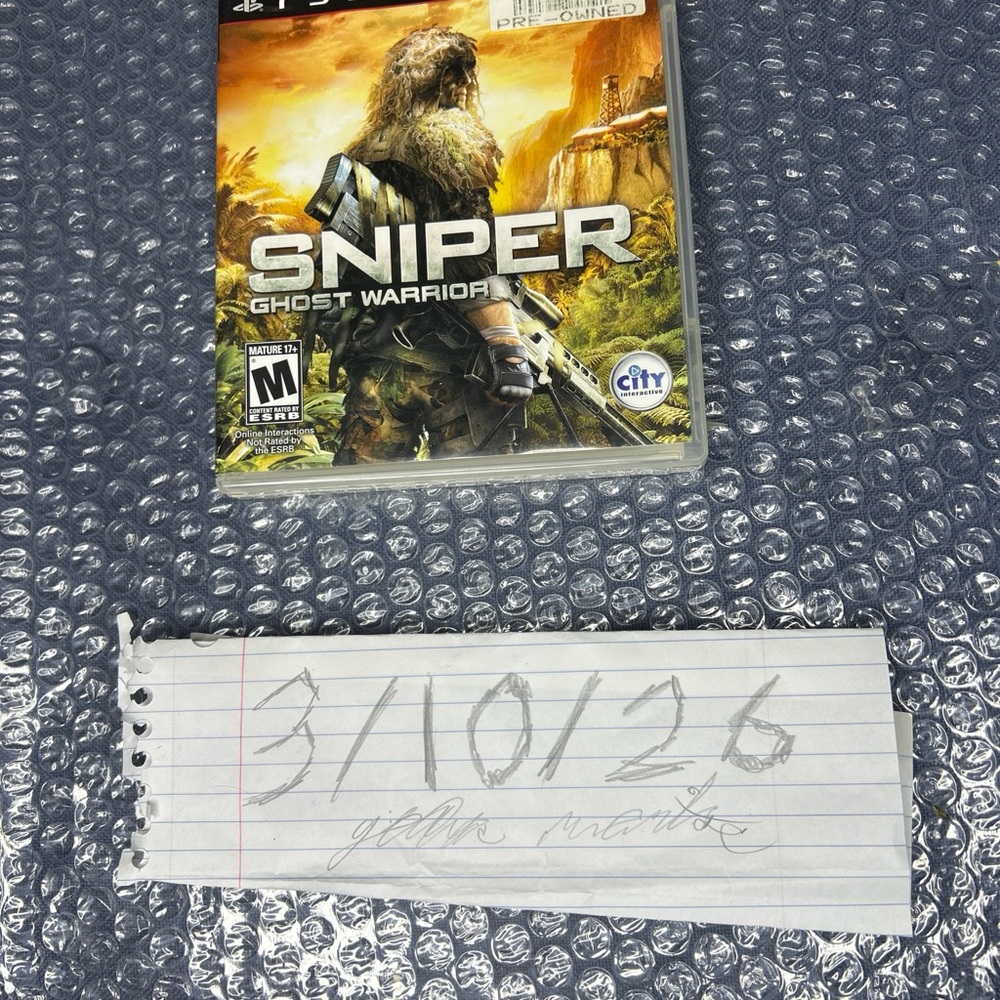 PS3
PRE-OWNED
SNIPER
GHOST WARRIOR
MATURE 17+
M
CONTENT RATED BY
ESRB
Online Interactions
Not Rated by
the ESRB
city
interactive
3/10/26